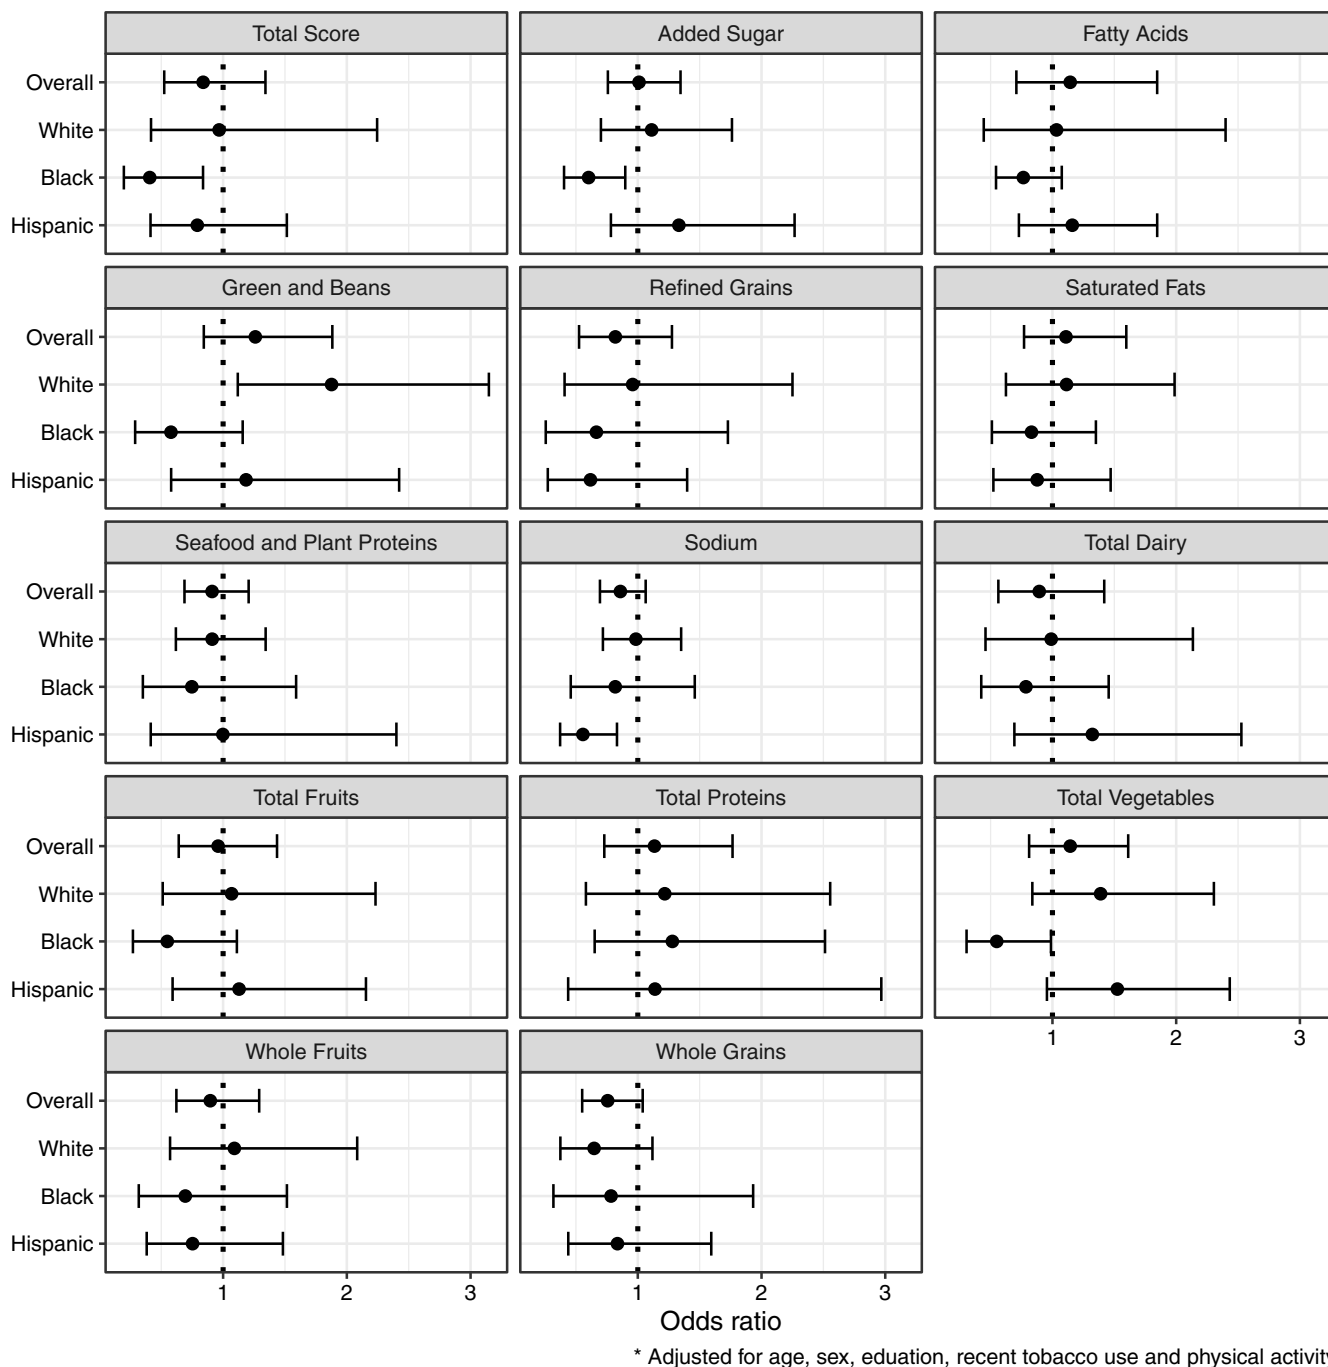 Total Score
Added Sugar
Fatty Acids
Overall
White
Black
Hispanic
Green and Beans
Refined Grains
Saturated Fats
Overall
White
Black
Hispanic
Seafood and Plant Proteins
Sodium
Total Dairy
Overall
White
Black
Hispanic
Total Fruits
Total Proteins
Total Vegetables
Overall
White
Black
Hispanic
1 2 3
Whole Fruits
Whole Grains
Overall
White
Black
Hispanic
1 2 3
1 2 3
Odds ratio
* Adjusted for age, sex, eduation, recent tobacco use and physical activity